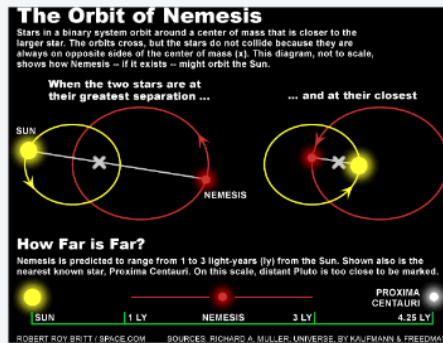 The Orbit of Nemesis
Stars in a binary system orbit around a center of mass that is closer to the
larger star. The orbits cross, but the stars do not collide because they are
always on opposite sides of the center of mass (x). This diagram, not to scale,
shows how Nemesis -- if it exists -- might orbit the Sun.
When the two stars are at
their greatest separation ...
... and at their closest
SUN
NEMESIS
How Far is Far?
Nemesis is predicted to range from 1 to 3 light-years (ly) from the Sun. Shown also is the
nearest known star, Proxima Centauri. On this scale, distant Pluto is too close to be marked.
PROXIMA
CENTAURI
SUN 1 LY NEMESIS 3 LY 4.25 LY
ROBERT ROY BRITT / SPACE.COM SOURCES: RICHARD A. MULLER; UNIVERSE, BY KAUFMANN & FREEDMAN